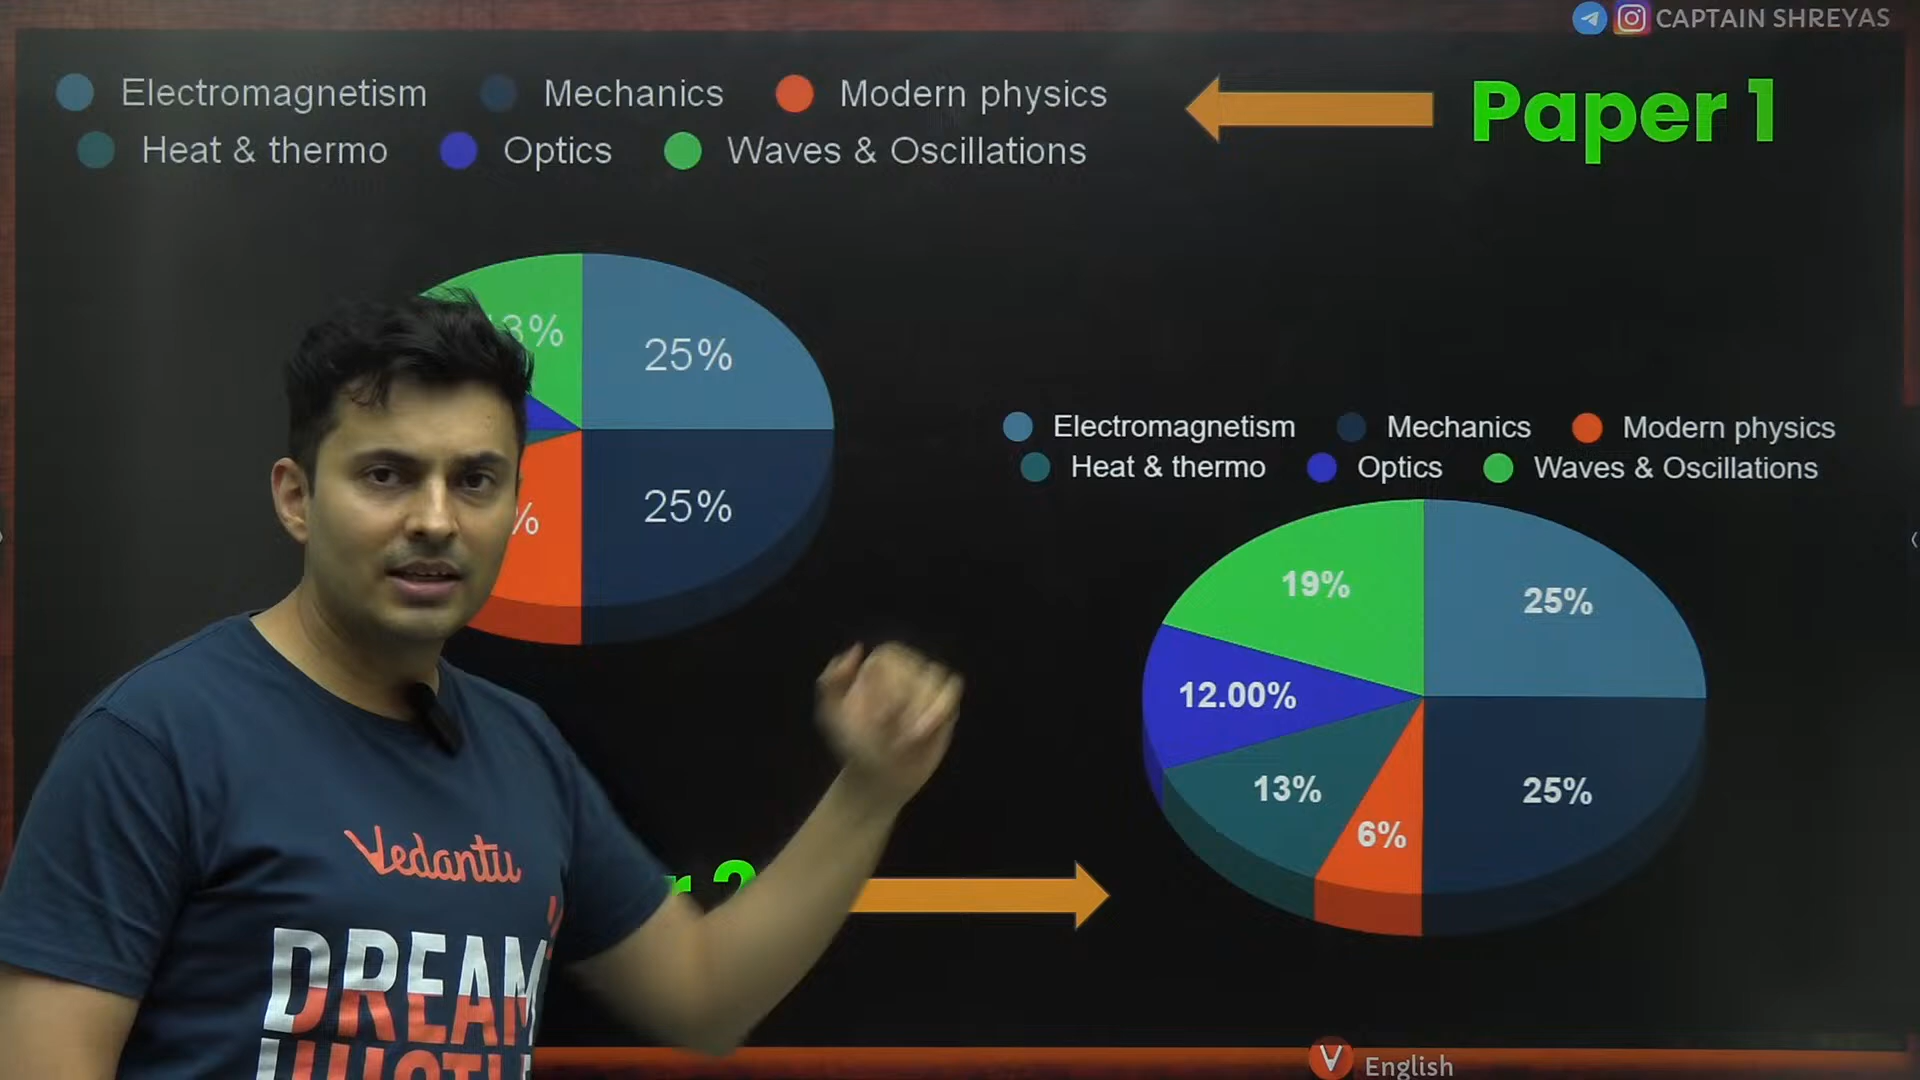 CAPTAIN SHREYAS
Electromagnetism Mechanics Modern physics
Heat & thermo Optics Waves & Oscillations
Paper 1
25%
25%
Electromagnetism Mechanics Modern physics
Heat & thermo Optics Waves & Oscillations
19%
25%
12.00%
13%
6%
25%
Vedantu
DREAM
English